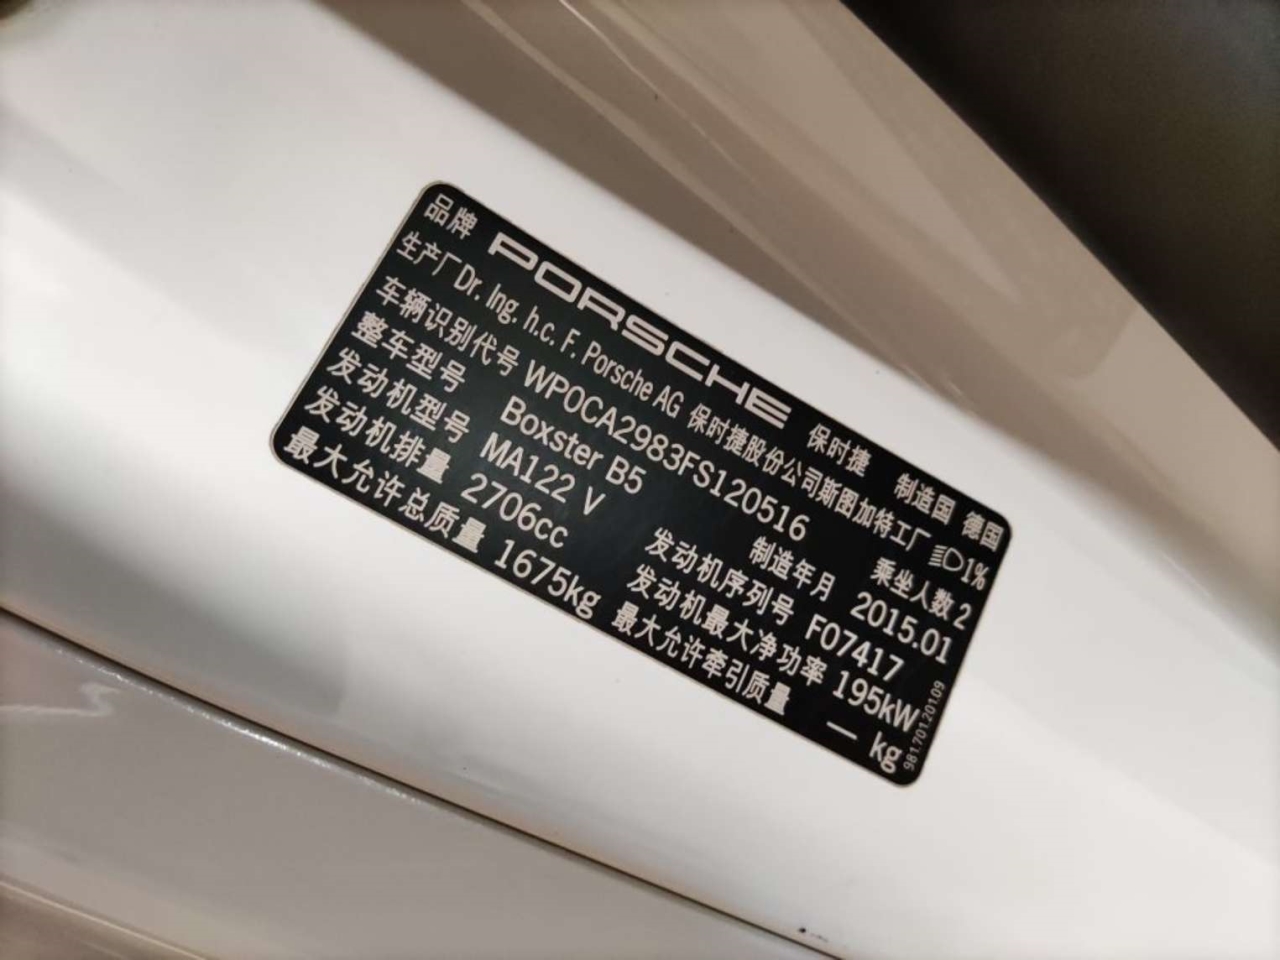 品牌 PORSCHE 保时捷 制造国 德国
生产厂 Dr. Ing. h.c. F. Porsche AG 保时捷股份公司斯图加特工厂 1%
车辆识别代号 WP0CA2983FS120516 乘坐人数 2
整车型号 Boxster B5 制造年月 2015.01
发动机型号 MA122 V 发动机序列号 F07417
发动机排量 2706cc 发动机最大净功率 195kW
最大允许总质量 1675kg 最大允许牵引质量 — kg
981.701.201.09